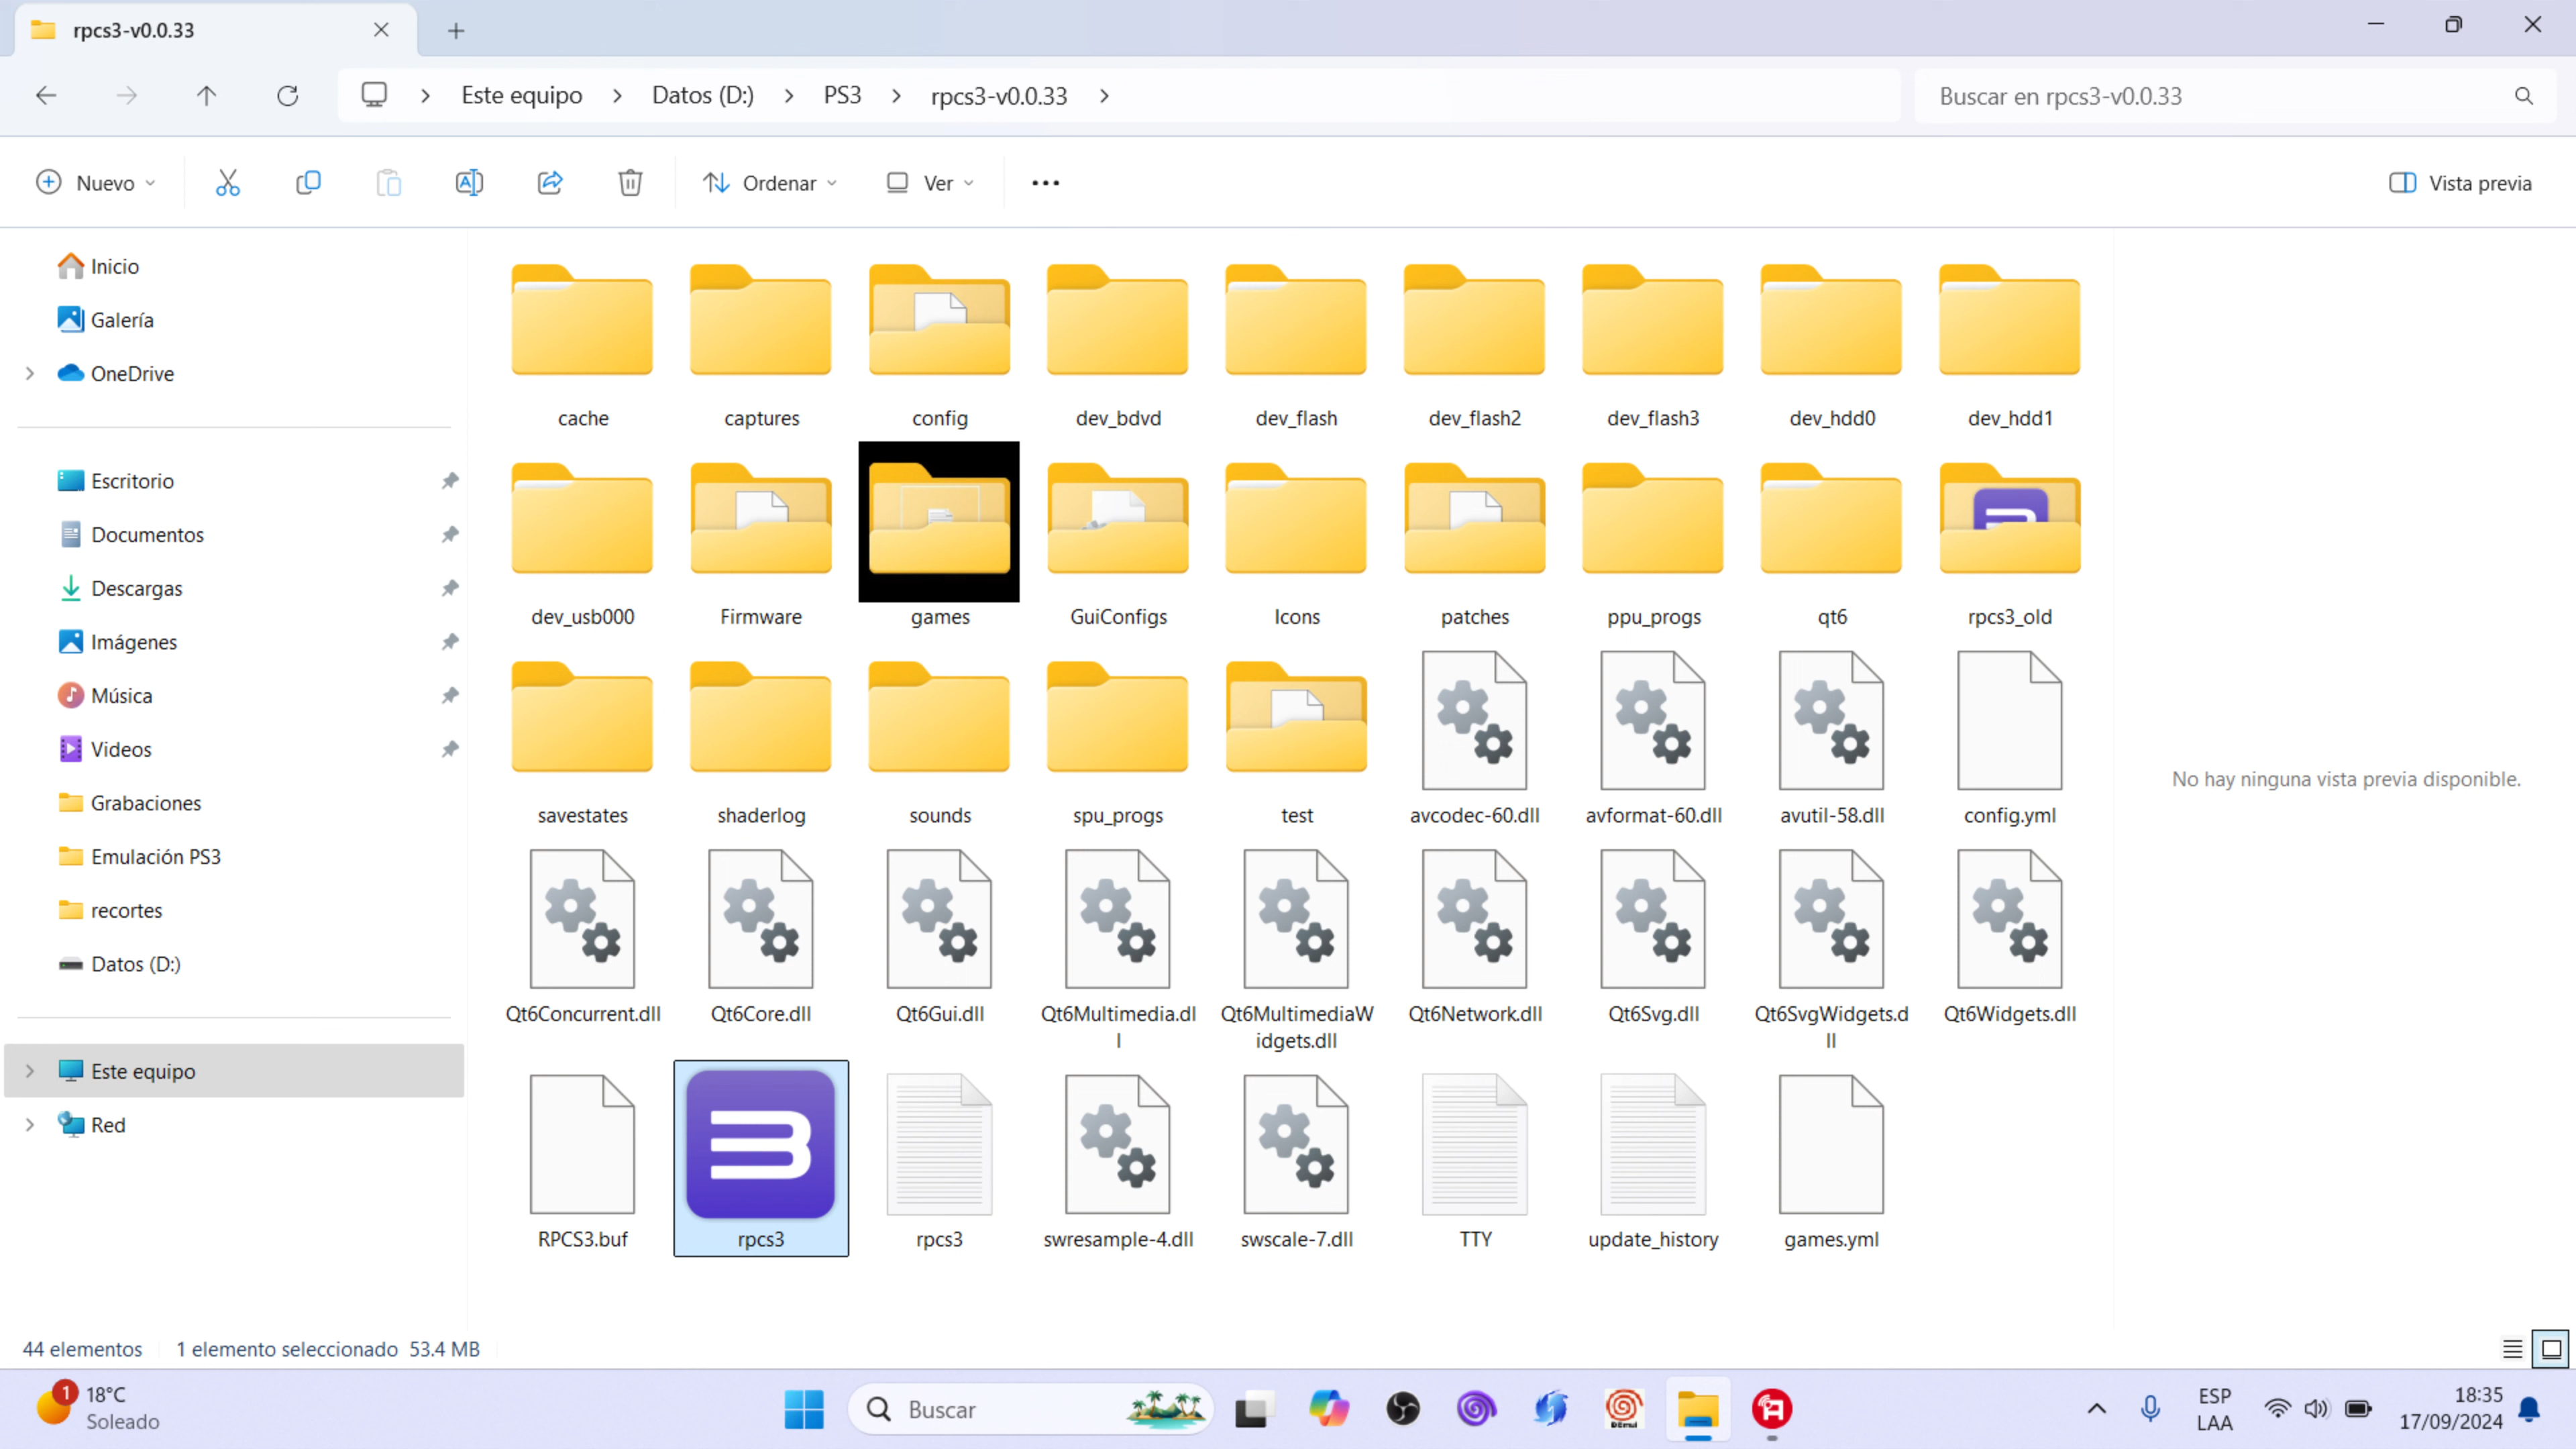 rpcs3-v0.0.33
Este equipo
Datos (D:)
PS3
rpcs3-v0.0.33
Buscar en rpcs3-v0.0.33
Nuevo
Ordenar
Ver
Vista previa
Inicio
Galería
OneDrive
Escritorio
Documentos
Descargas
Imágenes
Música
Videos
Grabaciones
Emulación PS3
recortes
Datos (D:)
Este equipo
Red
cache
captures
config
dev_bdvd
dev_flash
dev_flash2
dev_flash3
dev_hdd0
dev_hdd1
dev_usb000
Firmware
games
GuiConfigs
Icons
patches
ppu_progs
qt6
rpcs3_old
savestates
shaderlog
sounds
spu_progs
test
avcodec-60.dll
avformat-60.dll
avutil-58.dll
config.yml
Qt6Concurrent.dll
Qt6Core.dll
Qt6Gui.dll
Qt6Multimedia.dl
l
Qt6MultimediaW
idgets.dll
Qt6Network.dll
Qt6Svg.dll
Qt6SvgWidgets.d
ll
Qt6Widgets.dll
RPCS3.buf
rpcs3
rpcs3
swresample-4.dll
swscale-7.dll
TTY
update_history
games.yml
No hay ninguna vista previa disponible.
44 elementos
1 elemento seleccionado 53.4 MB
1
18°C
Soleado
Buscar
DEmul
ESP
LAA
18:35
17/09/2024